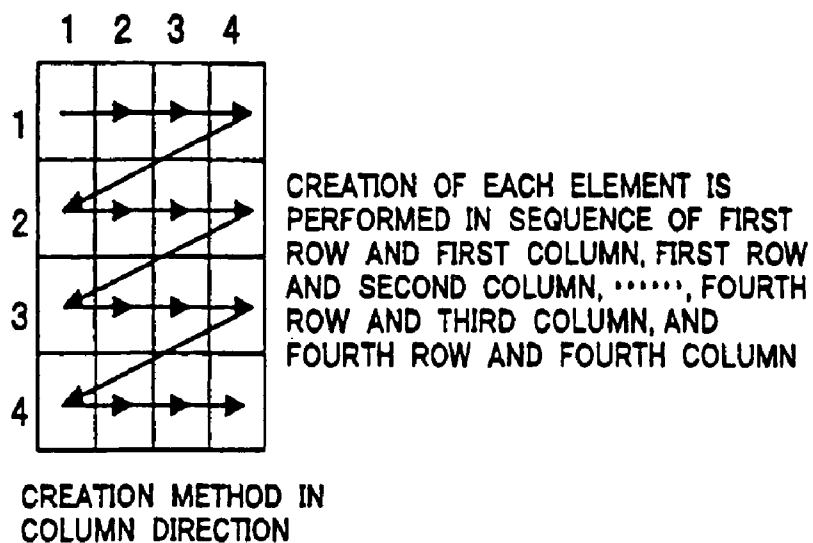 1 2 3 4
1
2
3
4
CREATION OF EACH ELEMENT IS
PERFORMED IN SEQUENCE OF FIRST
ROW AND FIRST COLUMN, FIRST ROW
AND SECOND COLUMN, ······, FOURTH
ROW AND THIRD COLUMN, AND
FOURTH ROW AND FOURTH COLUMN
CREATION METHOD IN
COLUMN DIRECTION